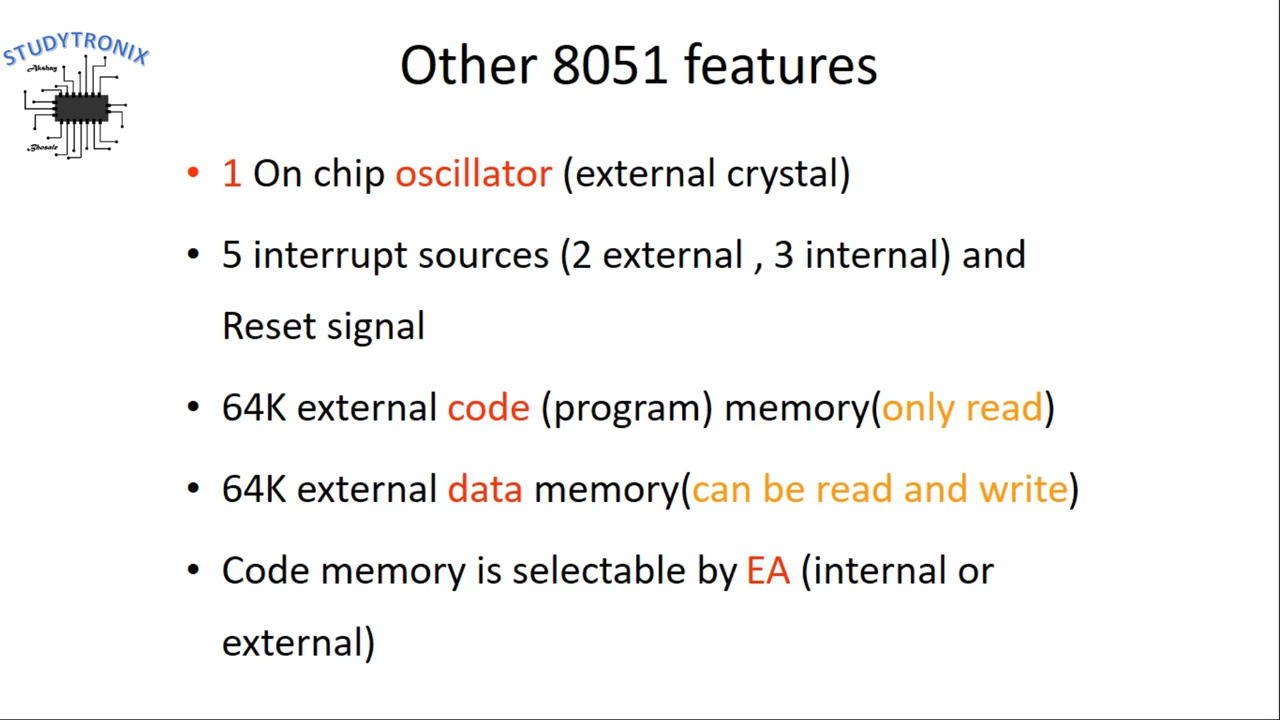 STUDYTRONIX
Akshay
Bhosale
Other 8051 features
• 1 On chip oscillator (external crystal)
• 5 interrupt sources (2 external , 3 internal) and
Reset signal
• 64K external code (program) memory(only read)
• 64K external data memory(can be read and write)
• Code memory is selectable by EA (internal or
external)